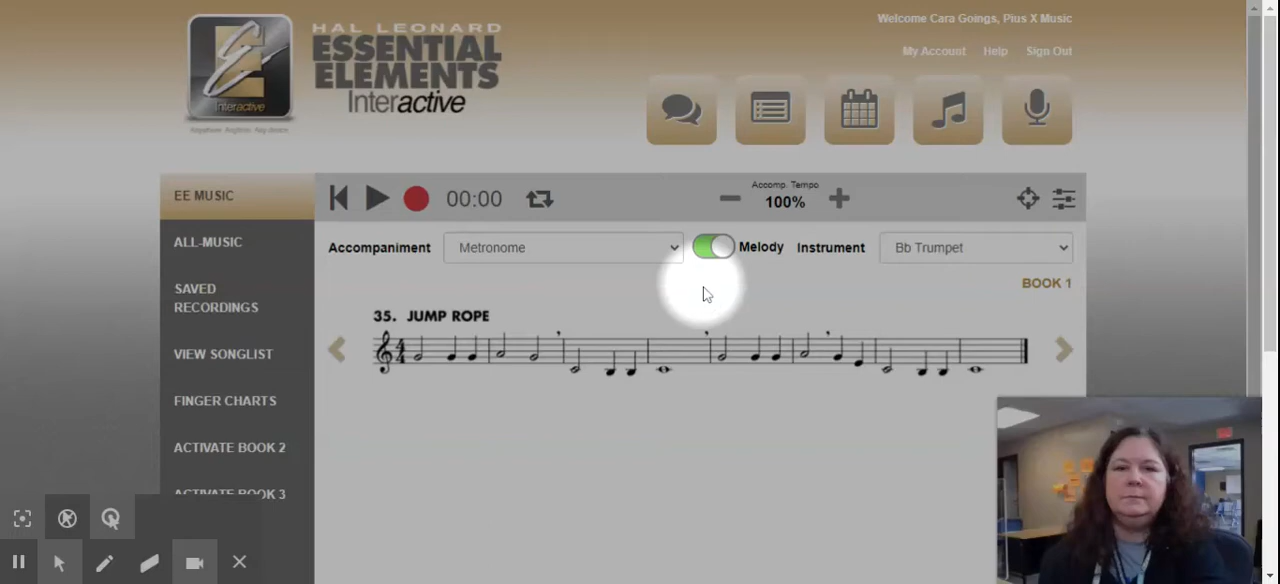 Welcome Cara Goings, Pius X Music
HAL LEONARD
ESSENTIAL
ELEMENTS
Interactive
Interactive
My Account Help Sign Out
EE MUSIC
00:00
Accomp. Tempo
100%
ALL-MUSIC
Accompaniment Metronome Melody Instrument Bb Trumpet
SAVED
RECORDINGS
BOOK 1
35. JUMP ROPE
VIEW SONGLIST
FINGER CHARTS
ACTIVATE BOOK 2
ACTIVATE BOOK 3